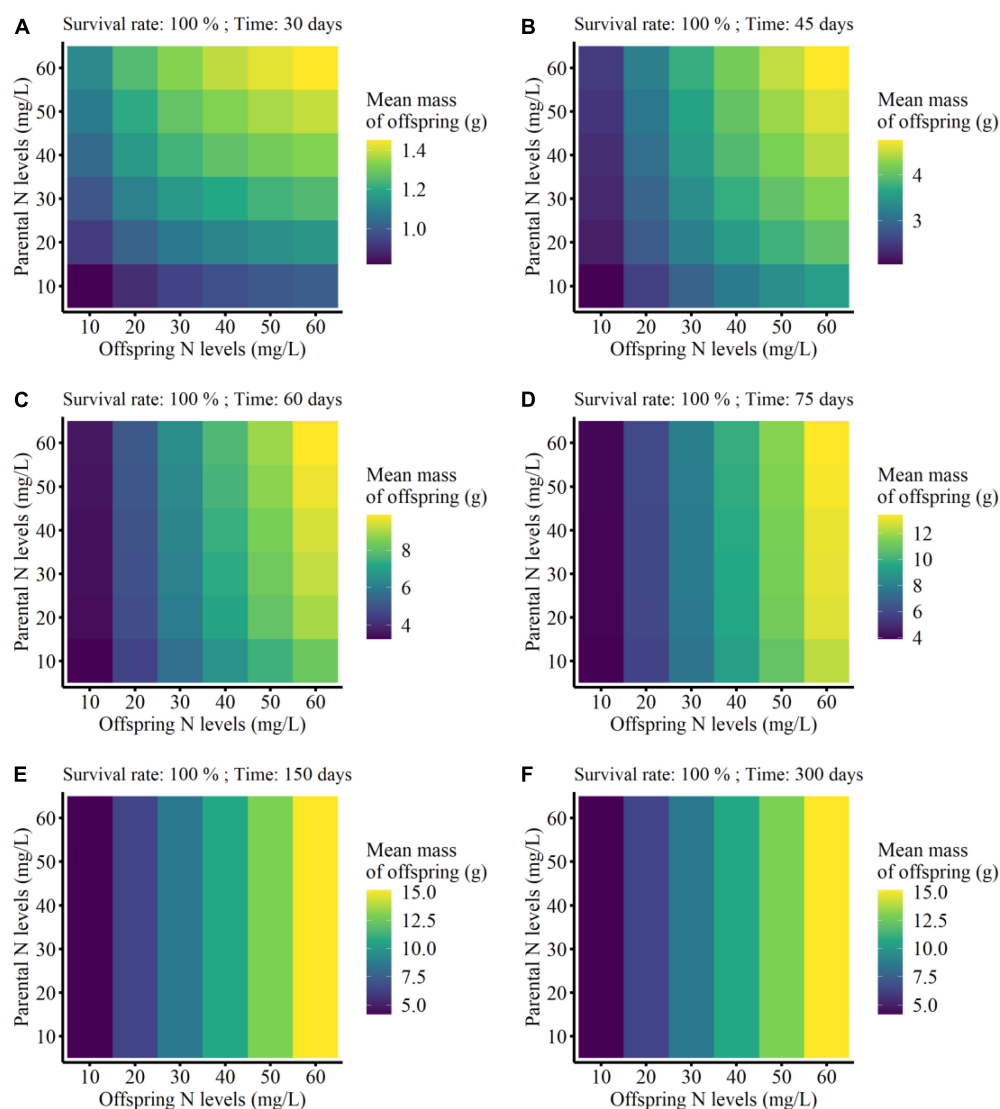 A
Survival rate: 100 % ; Time: 30 days
Parental N levels (mg/L)
60
50
40
30
20
10
10 20 30 40 50 60
Offspring N levels (mg/L)
Mean mass
of offspring (g)
1.4
1.2
1.0
B
Survival rate: 100 % ; Time: 45 days
Parental N levels (mg/L)
60
50
40
30
20
10
10 20 30 40 50 60
Offspring N levels (mg/L)
Mean mass
of offspring (g)
4
3
C
Survival rate: 100 % ; Time: 60 days
Parental N levels (mg/L)
60
50
40
30
20
10
10 20 30 40 50 60
Offspring N levels (mg/L)
Mean mass
of offspring (g)
8
6
4
D
Survival rate: 100 % ; Time: 75 days
Parental N levels (mg/L)
60
50
40
30
20
10
10 20 30 40 50 60
Offspring N levels (mg/L)
Mean mass
of offspring (g)
12
10
8
6
4
E
Survival rate: 100 % ; Time: 150 days
Parental N levels (mg/L)
60
50
40
30
20
10
10 20 30 40 50 60
Offspring N levels (mg/L)
Mean mass
of offspring (g)
15.0
12.5
10.0
7.5
5.0
F
Survival rate: 100 % ; Time: 300 days
Parental N levels (mg/L)
60
50
40
30
20
10
10 20 30 40 50 60
Offspring N levels (mg/L)
Mean mass
of offspring (g)
15.0
12.5
10.0
7.5
5.0